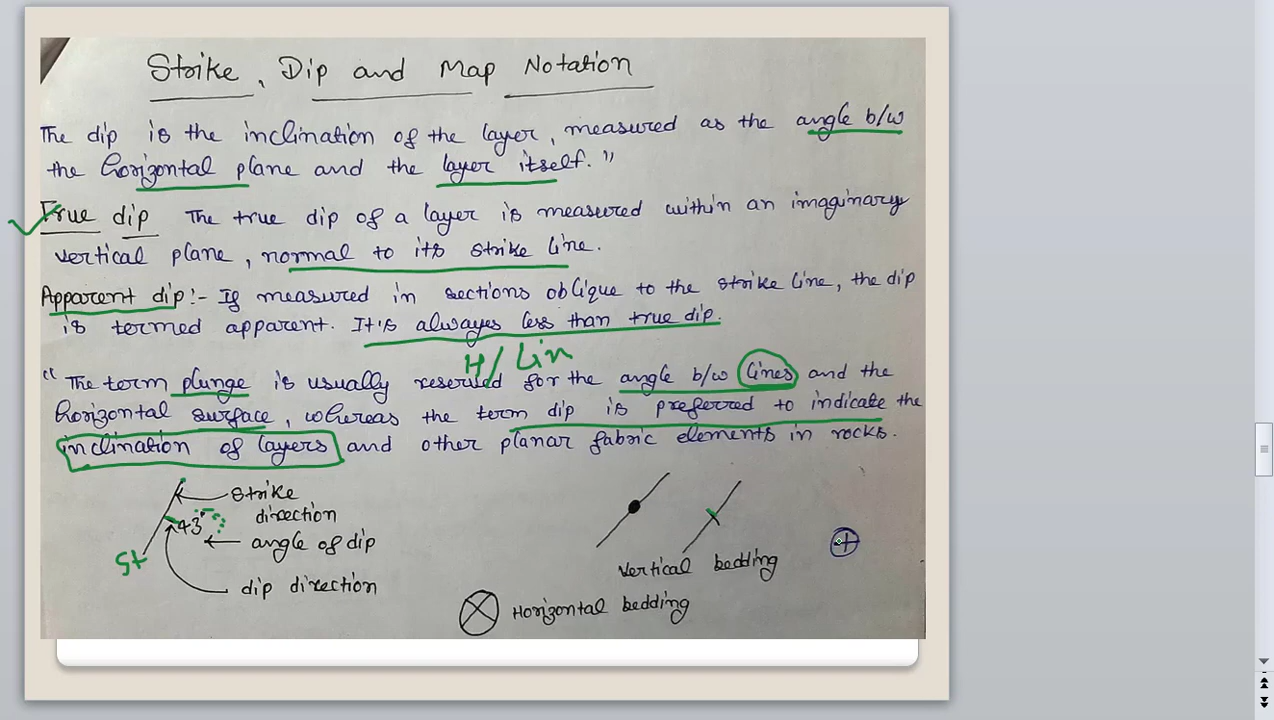 Strike, Dip and Map Notation
The dip is the inclination of the layer, measured as the angle b/w
the horizontal plane and the layer itself."
True dip The true dip of a layer is measured within an imaginary
vertical plane, normal to its strike line.
Apparent dip:- If measured in sections oblique to the strike line, the dip
is termed apparent. It's alwayes less than true dip.
H/ Lin
"The term plunge is usually reserved for the angle b/w lines and the
horizontal surface, whereas the term dip is preferred to indicate the
inclination of layers and other planar fabric elements in rocks.
Strike
direction
43°
angle of dip
St
dip direction
Vertical bedding
Horizontal bedding